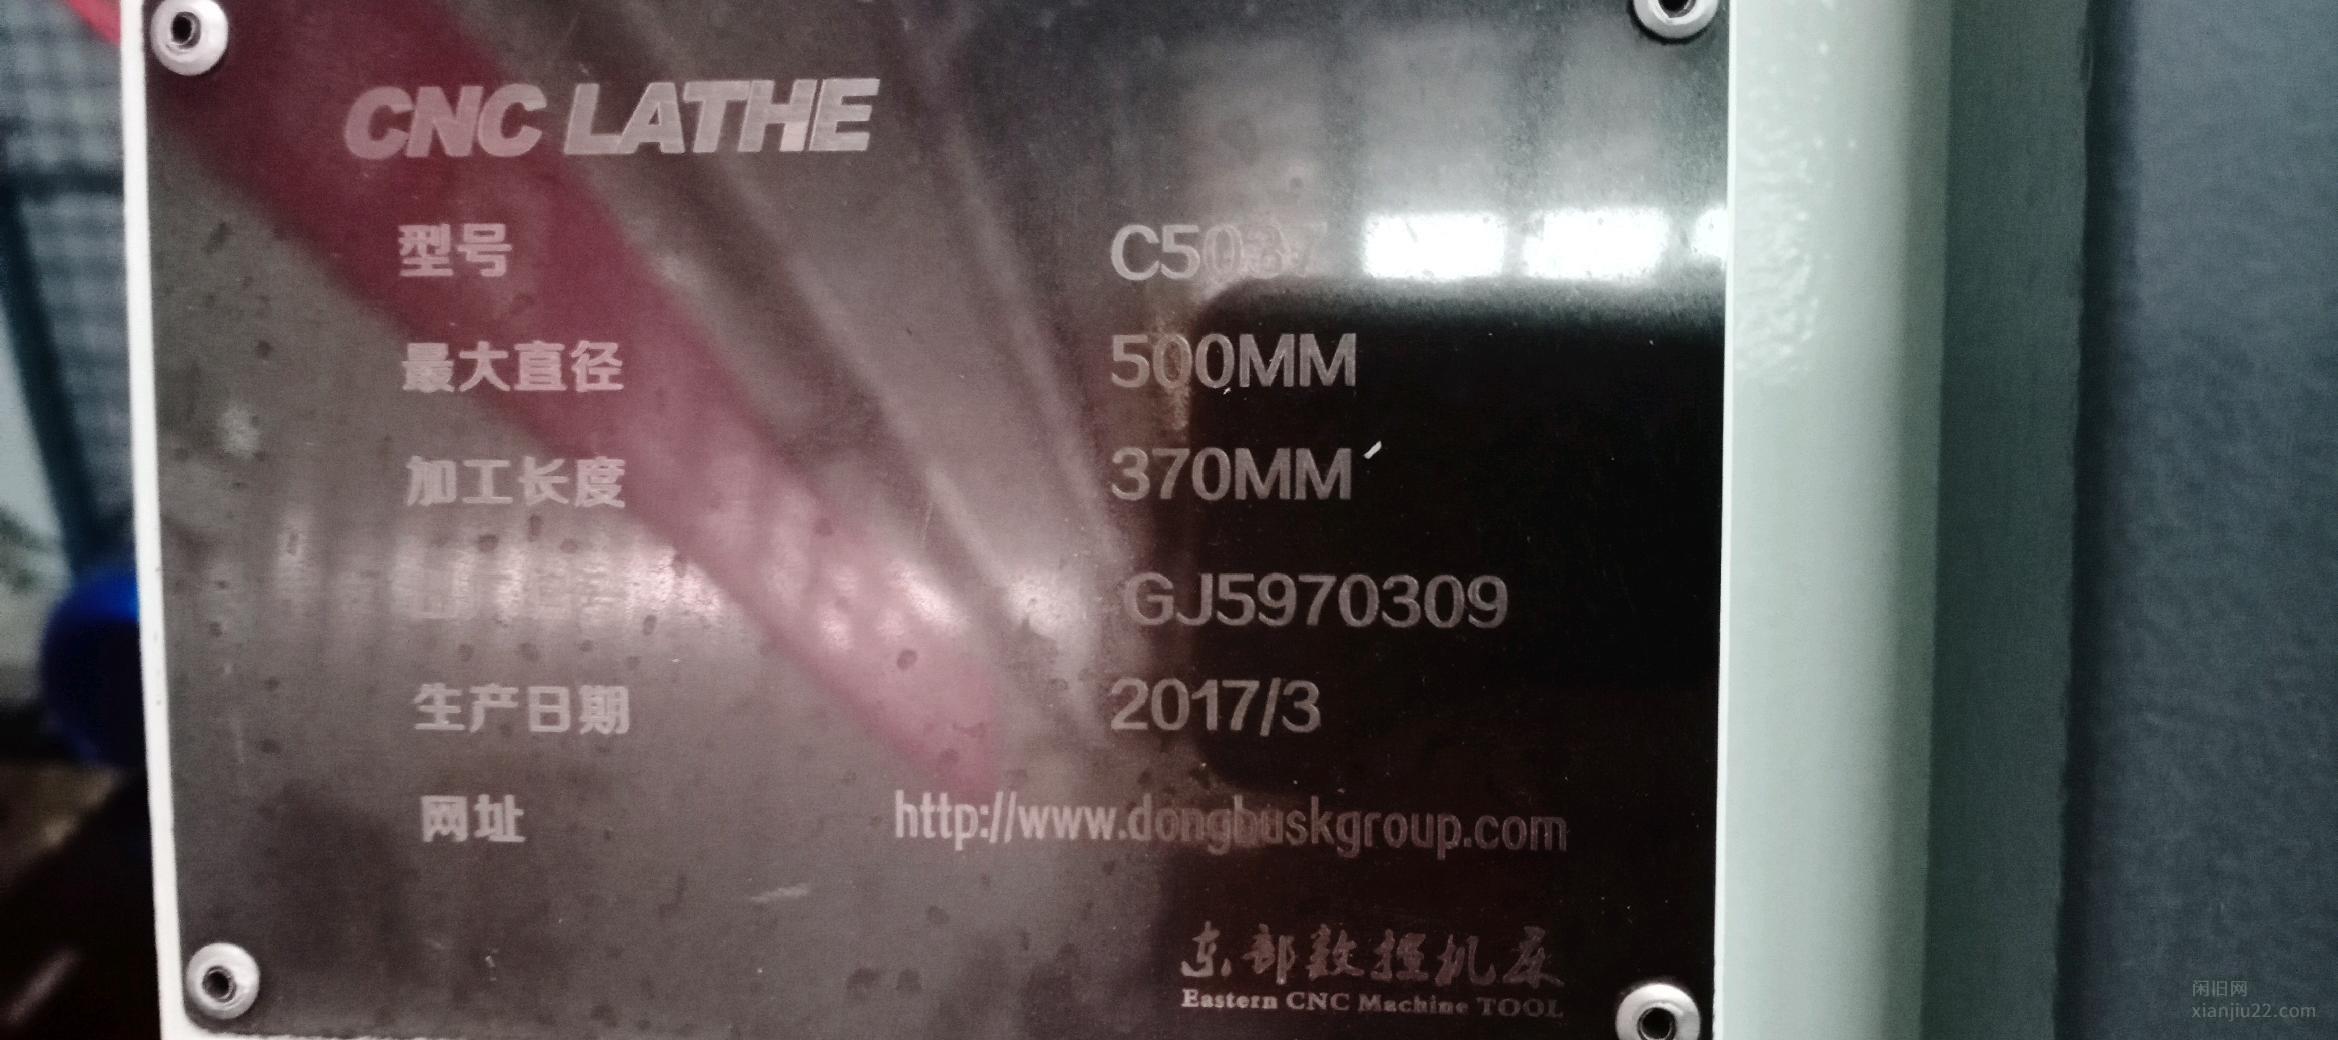 CNC LATHE
型号 C5037
最大直径 500MM
加工长度 370MM
GJ5970309
生产日期 2017/3
网址 http://www.dongbuskgroup.com
东部数控机床
Eastern CNC Machine TOOL
闲旧网
xianjiu22.com